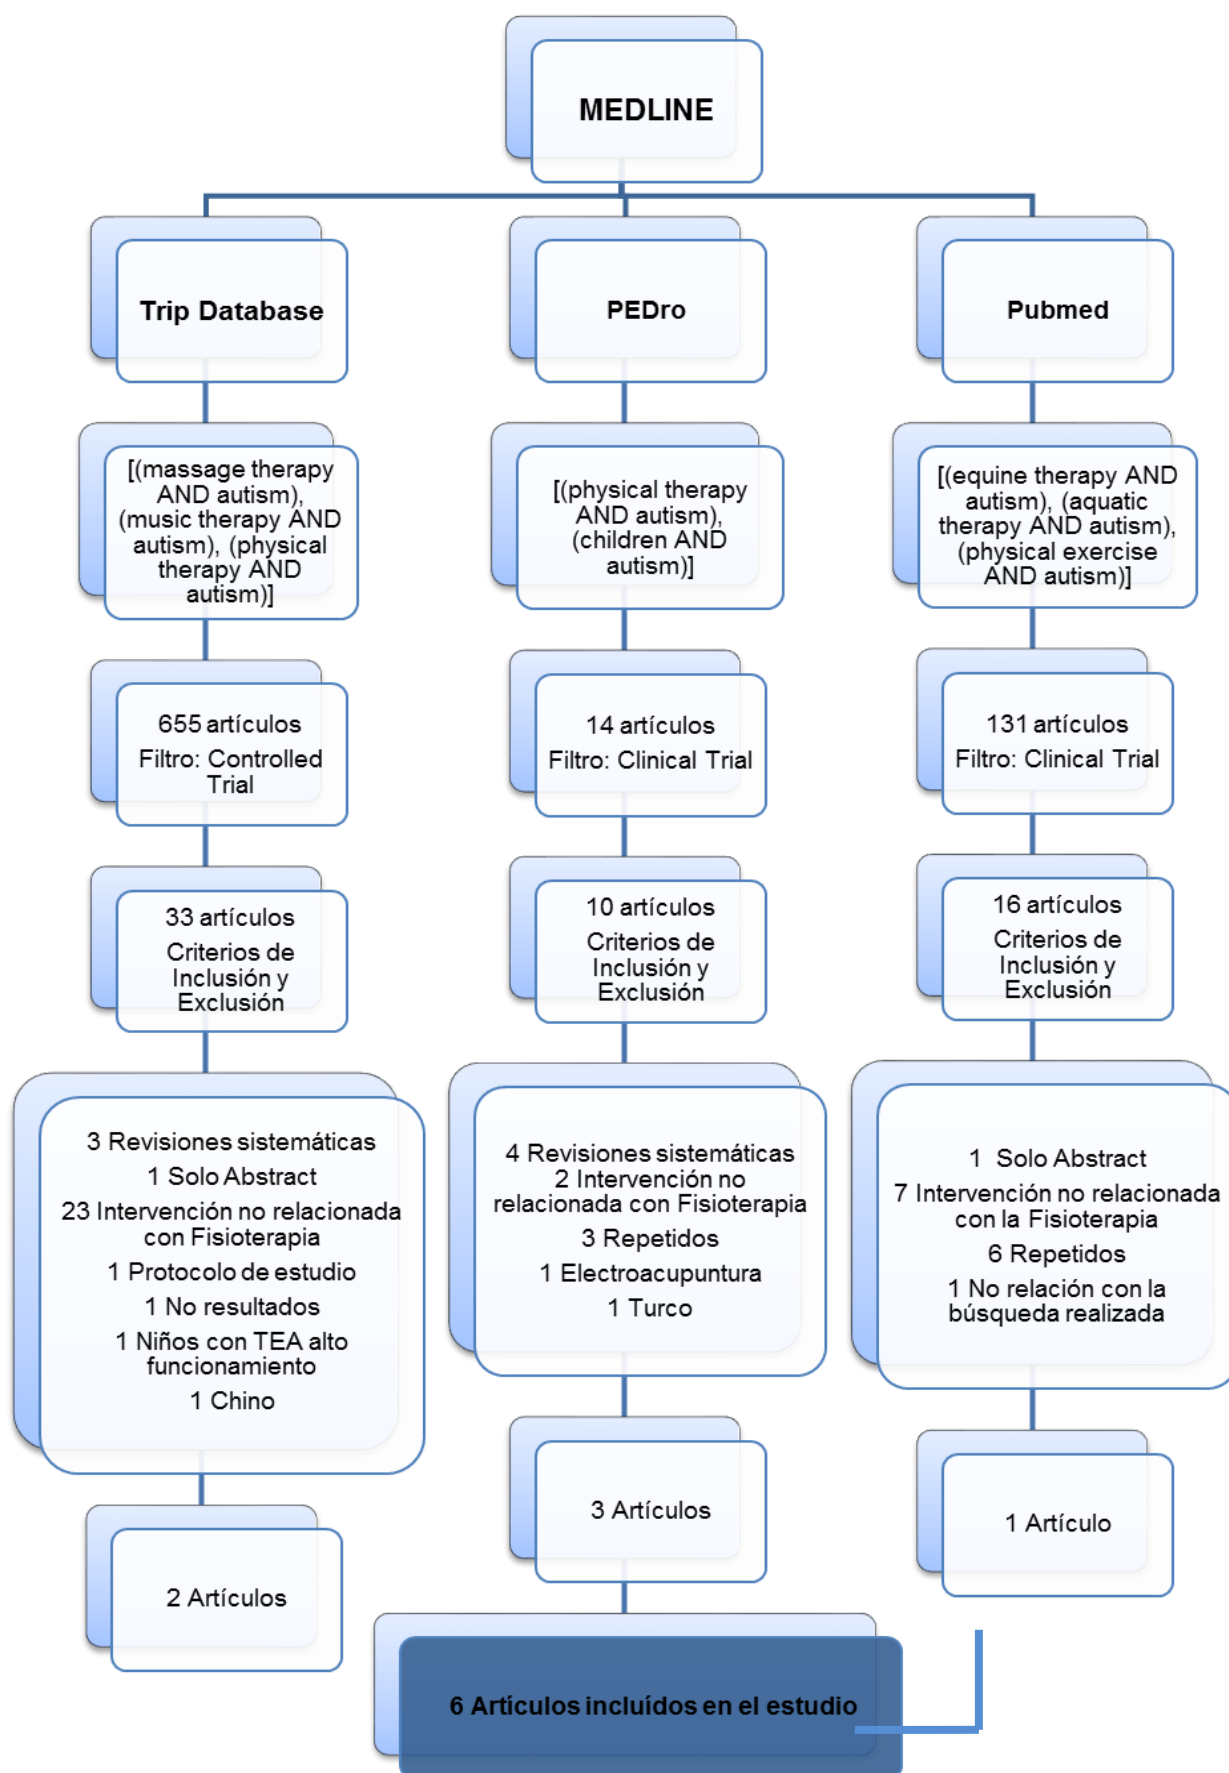 MEDLINE
Trip Database
PEDro
Pubmed
[(massage therapy
AND autism),
(music therapy AND
autism), (physical
therapy AND
autism)]
[(physical therapy
AND autism),
(children AND
autism)]
[(equine therapy AND
autism), (aquatic
therapy AND autism),
(physical exercise
AND autism)]
655 artículos
Filtro: Controlled
Trial
14 artículos
Filtro: Clinical Trial
131 artículos
Filtro: Clinical Trial
33 artículos
Criterios de
Inclusión y
Exclusión
10 artículos
Criterios de
Inclusión y
Exclusión
16 artículos
Criterios de
Inclusión y
Exclusión
3 Revisiones sistemáticas
1 Solo Abstract
23 Intervención no relacionada
con Fisioterapia
1 Protocolo de estudio
1 No resultados
1 Niños con TEA alto
funcionamiento
1 Chino
4 Revisiones sistemáticas
2 Intervención no
relacionada con Fisioterapia
3 Repetidos
1 Electroacupuntura
1 Turco
1 Solo Abstract
7 Intervención no relacionada
con la Fisioterapia
6 Repetidos
1 No relación con la
búsqueda realizada
2 Artículos
3 Artículos
1 Artículo
6 Artículos incluídos en el estudio